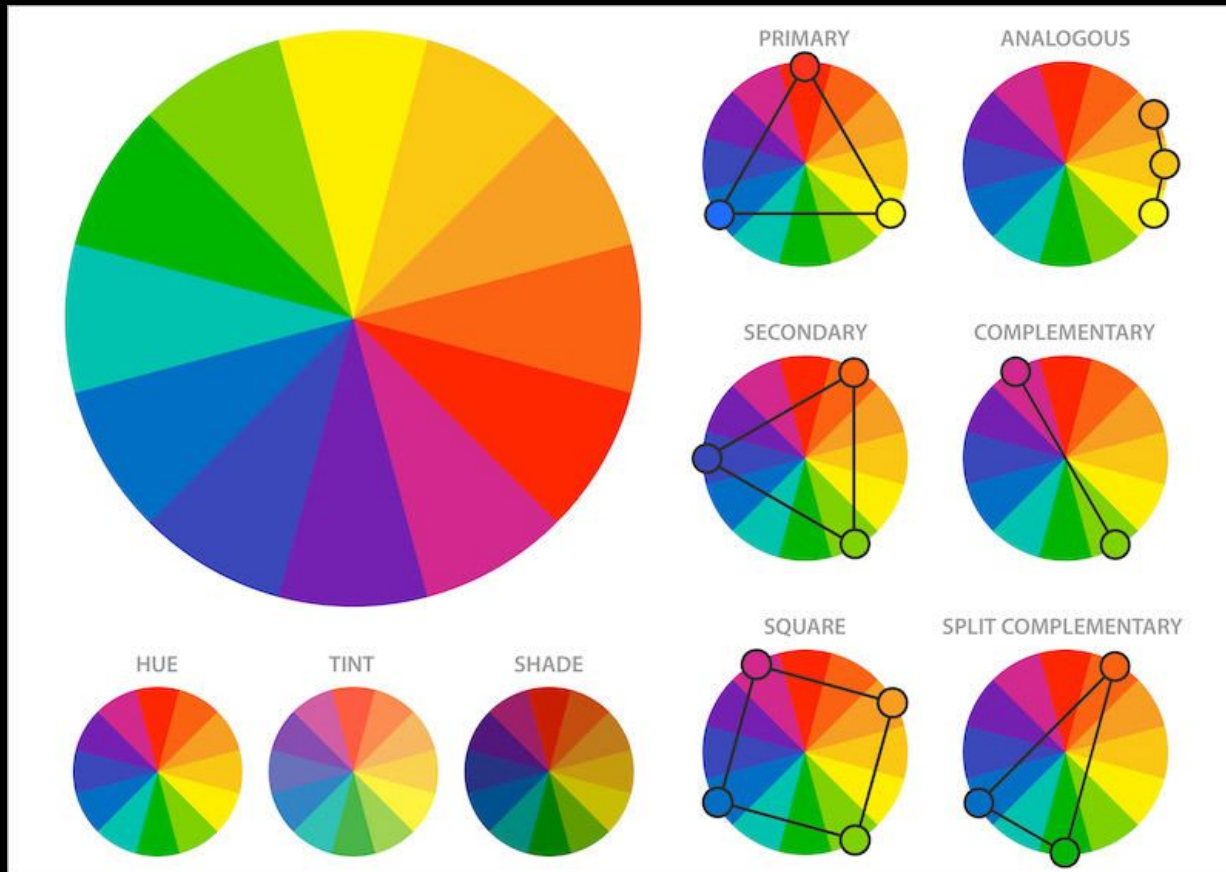 PRIMARY
ANALOGOUS
SECONDARY
COMPLEMENTARY
SQUARE
SPLIT COMPLEMENTARY
HUE
TINT
SHADE